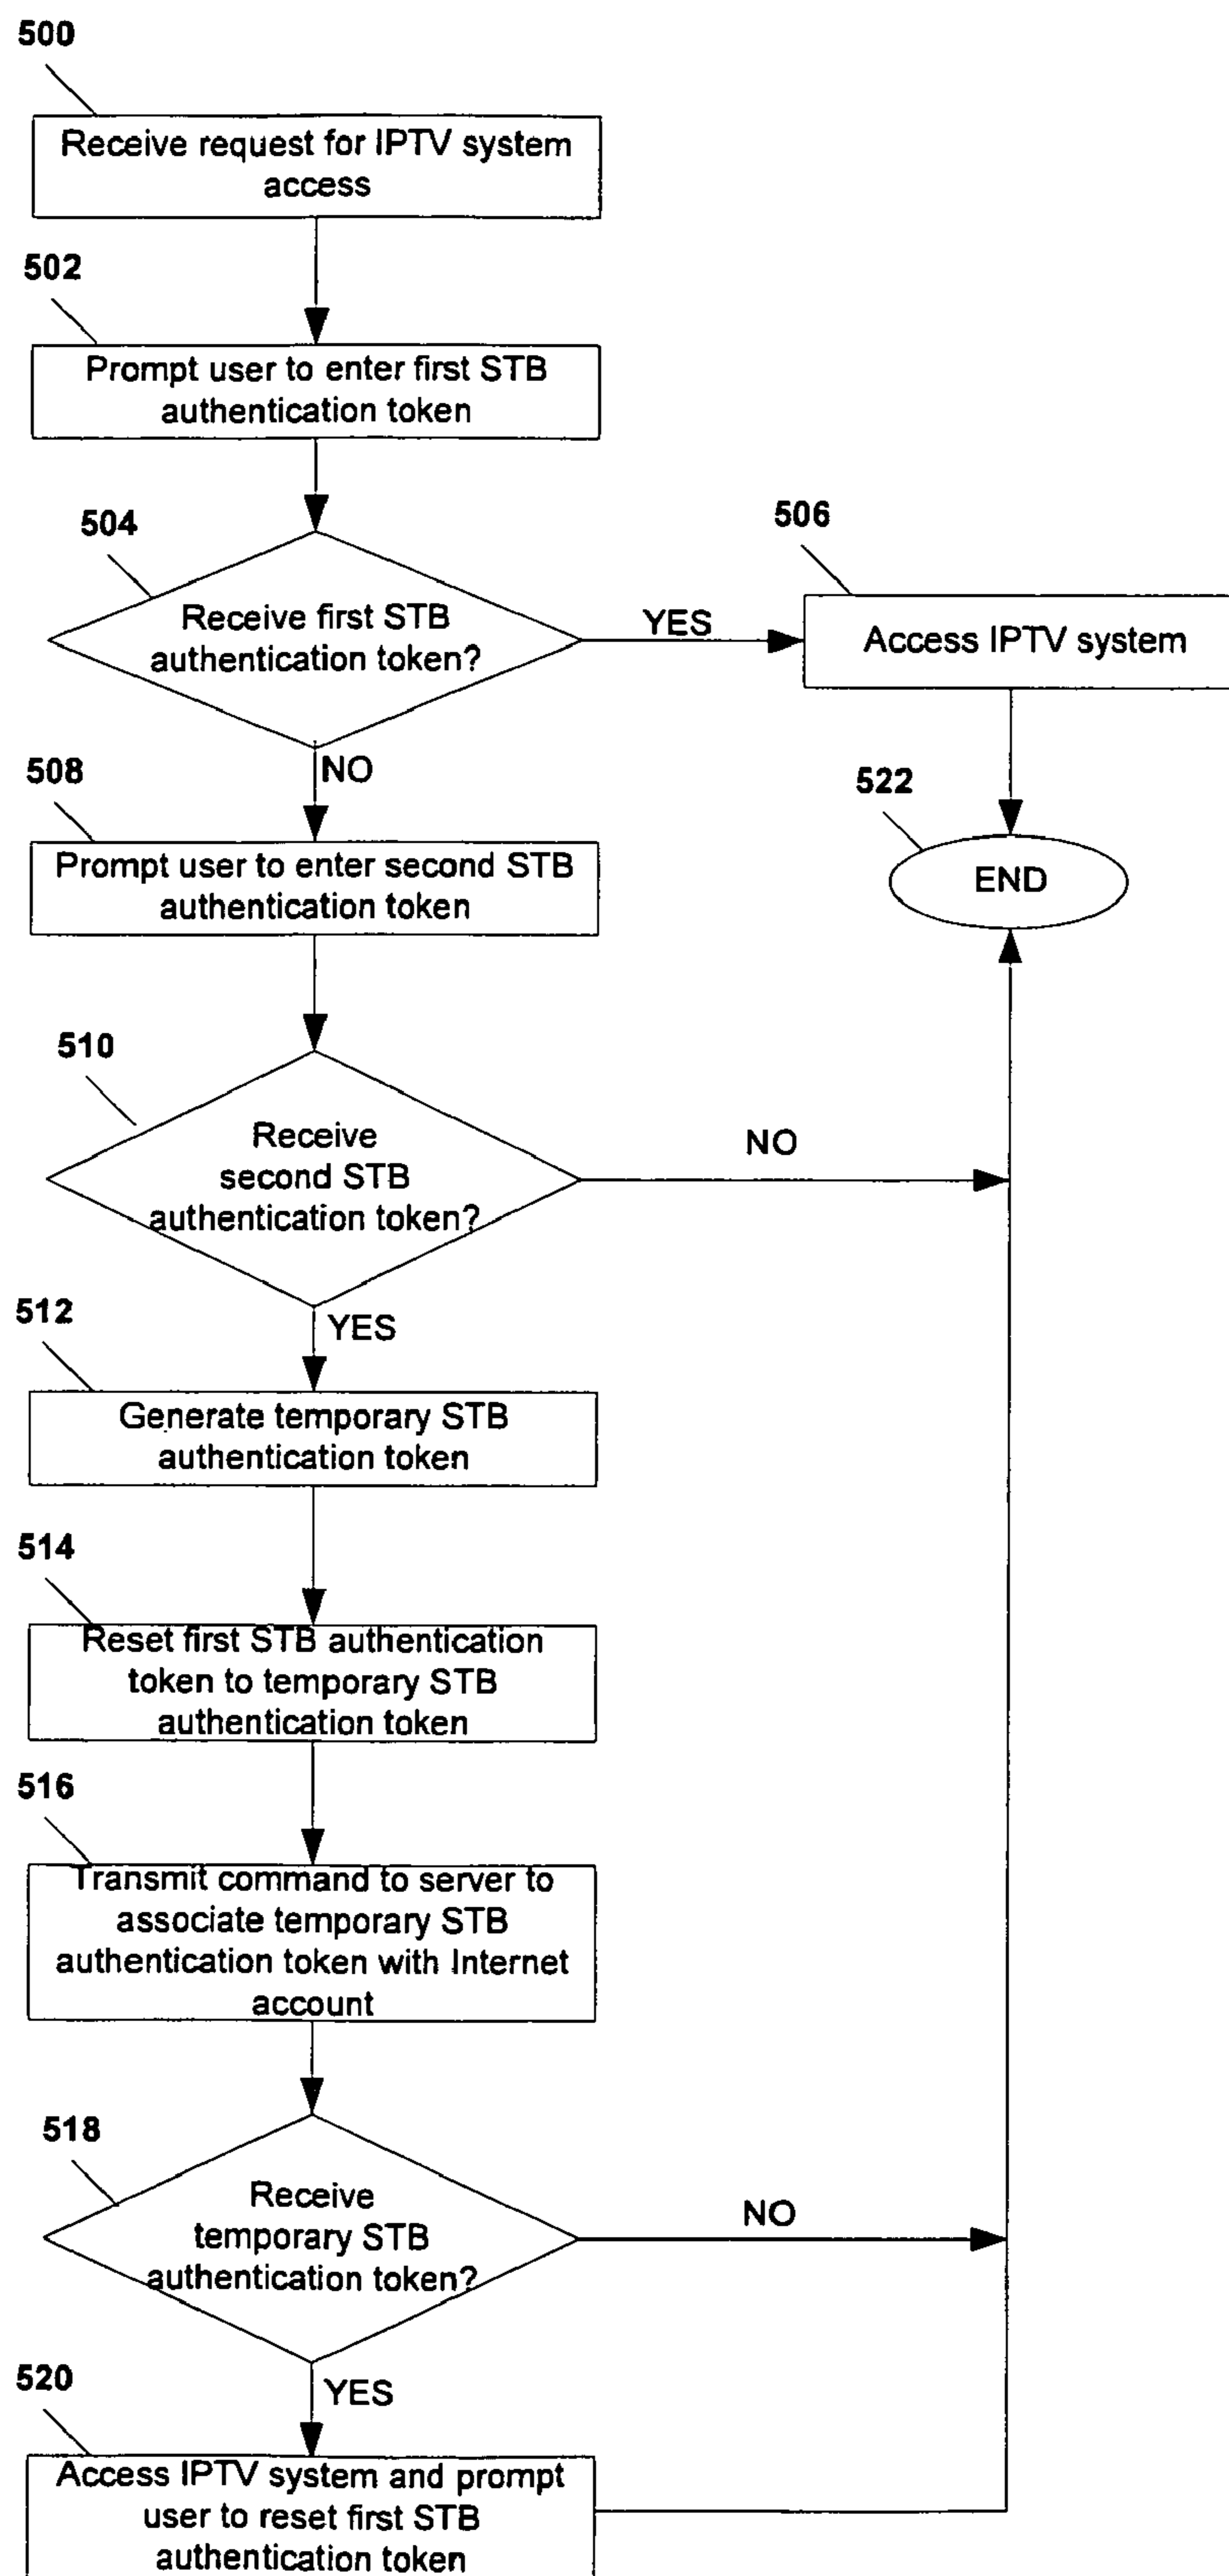 500
Receive request for IPTV system
access
502
Prompt user to enter first STB
authentication token
504
Receive first STB
authentication token?
YES
506
Access IPTV system
NO
508
Prompt user to enter second STB
authentication token
522
END
510
Receive
second STB
authentication token?
NO
YES
512
Generate temporary STB
authentication token
514
Reset first STB authentication
token to temporary STB
authentication token
516
Transmit command to server to
associate temporary STB
authentication token with Internet
account
518
Receive
temporary STB
authentication token?
NO
YES
520
Access IPTV system and prompt
user to reset first STB
authentication token